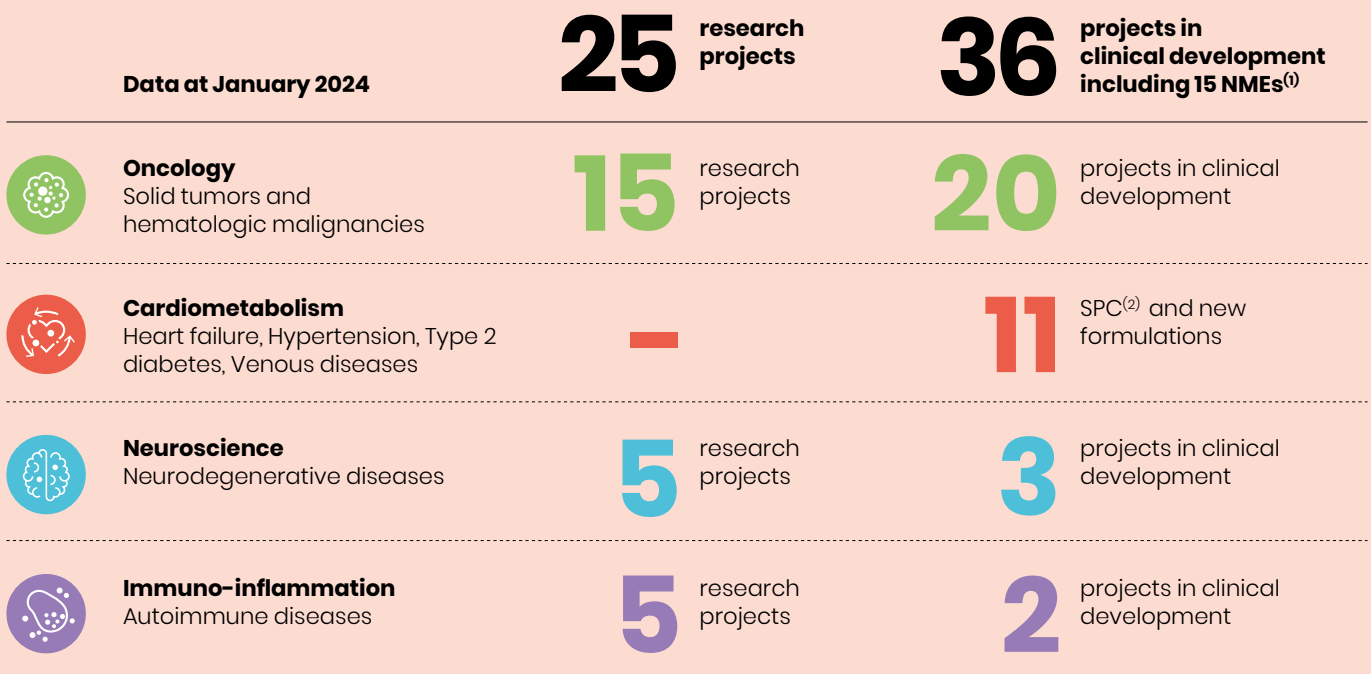 Data at January 2024
25 research
projects
36 projects in
clinical development
including 15 NMEs(1)
Oncology
Solid tumors and
hematologic malignancies
15 research
projects
20 projects in clinical
development
Cardiometabolism
Heart failure, Hypertension, Type 2
diabetes, Venous diseases
–
11 SPC(2) and new
formulations
Neuroscience
Neurodegenerative diseases
5 research
projects
3 projects in clinical
development
Immuno-inflammation
Autoimmune diseases
5 research
projects
2 projects in clinical
development